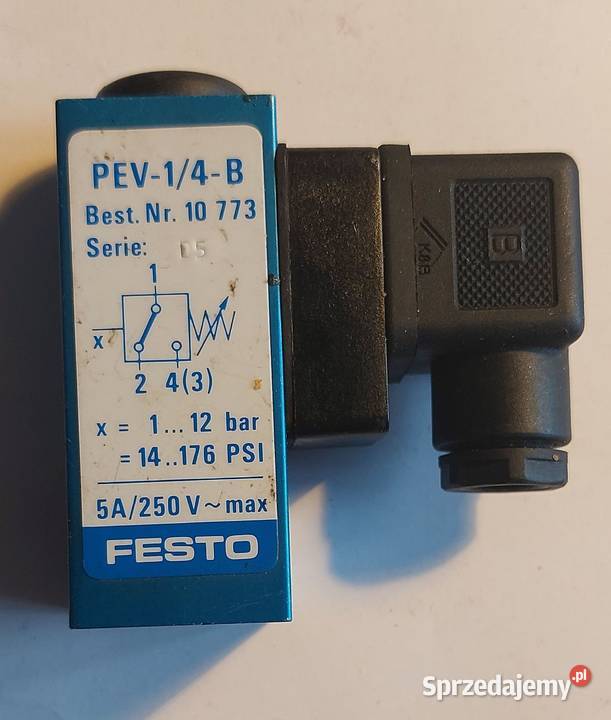 PEV-1/4-B
Best. Nr. 10 773
Serie: D5
1
x
2 4(3)
x = 1 ... 12 bar
= 14..176 PSI
5A/250 V ~ max
FESTO
B
Sprzedajemy.pl